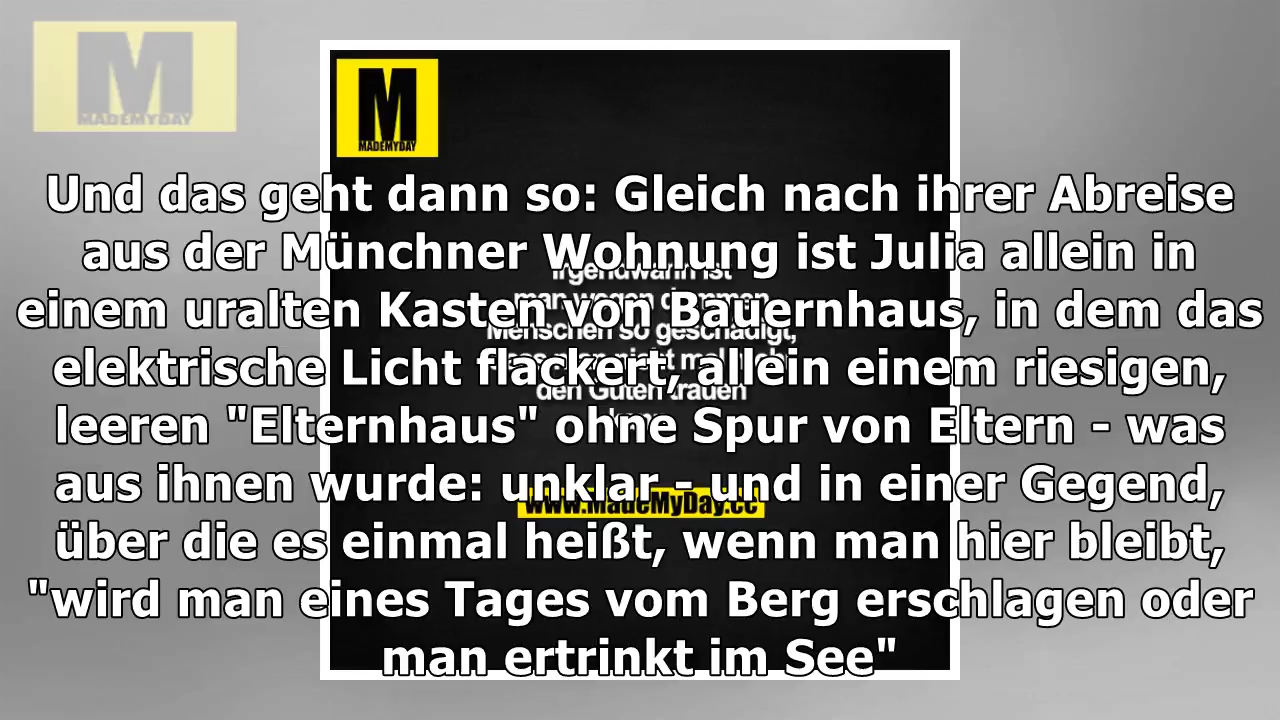 M
MADEMYDAY
M
MADEMYDAY
Und das geht dann so: Gleich nach ihrer Abreise
aus der Münchner Wohnung ist Julia allein in
einem uralten Kasten von Bauernhaus, in dem das
elektrische Licht flackert, allein einem riesigen,
leeren "Elternhaus" ohne Spur von Eltern - was
aus ihnen wurde: unklar - und in einer Gegend,
über die es einmal heißt, wenn man hier bleibt,
"wird man eines Tages vom Berg erschlagen oder
man ertrinkt im See"
Irgendwann ist
man wegen
Menschen so geschädigt,
den Guten trauen
www.MadeMyDay.cc